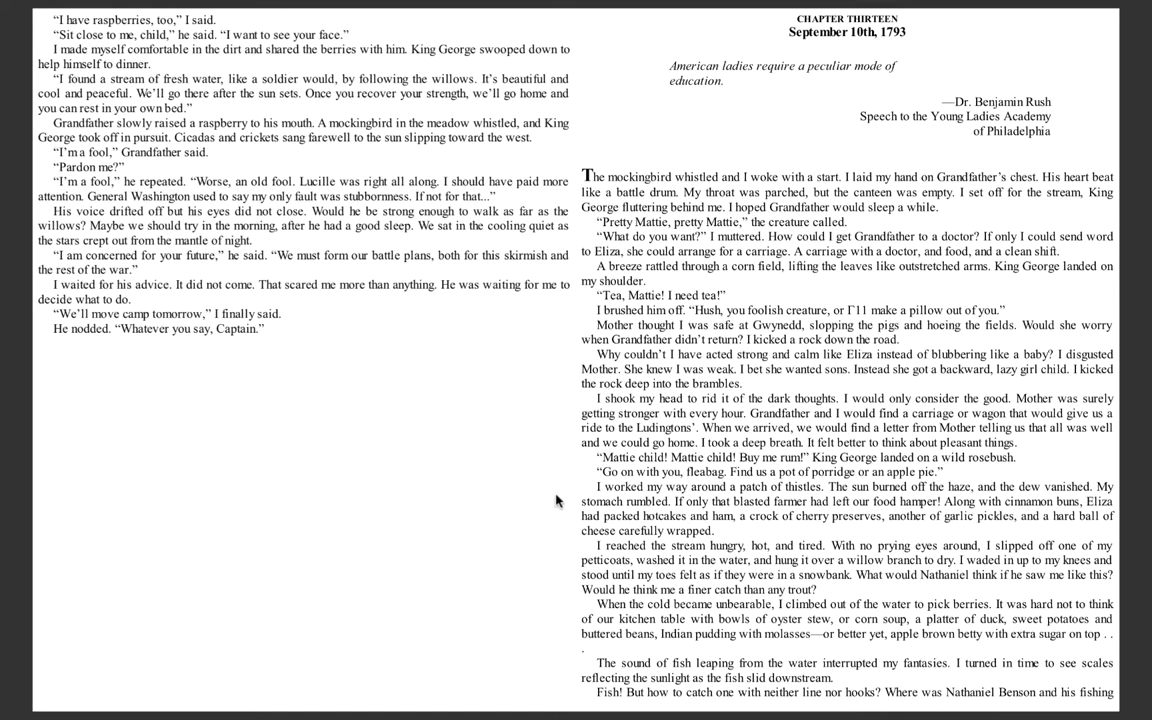 “I have raspberries, too,” I said.
“Sit close to me, child,” he said. “I want to see your face.”
I made myself comfortable in the dirt and shared the berries with him. King George swooped down to
help himself to dinner.
“I found a stream of fresh water, like a soldier would, by following the willows. It’s beautiful and
cool and peaceful. We’ll go there after the sun sets. Once you recover your strength, we’ll go home and
you can rest in your own bed.”
Grandfather slowly raised a raspberry to his mouth. A mockingbird in the meadow whistled, and King
George took off in pursuit. Cicadas and crickets sang farewell to the sun slipping toward the west.
“I’m a fool,” Grandfather said.
“Pardon me?”
“I’m a fool,” he repeated. “Worse, an old fool. Lucille was right all along. I should have paid more
attention. General Washington used to say my only fault was stubbornness. If not for that...”
His voice drifted off but his eyes did not close. Would he be strong enough to walk as far as the
willows? Maybe we should try in the morning, after he had a good sleep. We sat in the cooling quiet as
the stars crept out from the mantle of night.
“I am concerned for your future,” he said. “We must form our battle plans, both for this skirmish and
the rest of the war.”
I waited for his advice. It did not come. That scared me more than anything. He was waiting for me to
decide what to do.
“We’ll move camp tomorrow,” I finally said.
He nodded. “Whatever you say, Captain.”
CHAPTER THIRTEEN
September 10th, 1793
American ladies require a peculiar mode of
education.
—Dr. Benjamin Rush
Speech to the Young Ladies Academy
of Philadelphia
The mockingbird whistled and I woke with a start. I laid my hand on Grandfather’s chest. His heart beat
like a battle drum. My throat was parched, but the canteen was empty. I set off for the stream, King
George fluttering behind me. I hoped Grandfather would sleep a while.
“Pretty Mattie, pretty Mattie,” the creature called.
“What do you want?” I muttered. How could I get Grandfather to a doctor? If only I could send word
to Eliza, she could arrange for a carriage. A carriage with a doctor, and food, and a clean shift.
A breeze rattled through a corn field, lifting the leaves like outstretched arms. King George landed on
my shoulder.
“Tea, Mattie! I need tea!”
I brushed him off. “Hush, you foolish creature, or Γ11 make a pillow out of you.”
Mother thought I was safe at Gwynedd, slopping the pigs and hoeing the fields. Would she worry
when Grandfather didn’t return? I kicked a rock down the road.
Why couldn’t I have acted strong and calm like Eliza instead of blubbering like a baby? I disgusted
Mother. She knew I was weak. I bet she wanted sons. Instead she got a backward, lazy girl child. I kicked
the rock deep into the brambles.
I shook my head to rid it of the dark thoughts. I would only consider the good. Mother was surely
getting stronger with every hour. Grandfather and I would find a carriage or wagon that would give us a
ride to the Ludingtons’. When we arrived, we would find a letter from Mother telling us that all was well
and we could go home. I took a deep breath. It felt better to think about pleasant things.
“Mattie child! Mattie child! Buy me rum!” King George landed on a wild rosebush.
“Go on with you, fleabag. Find us a pot of porridge or an apple pie.”
I worked my way around a patch of thistles. The sun burned off the haze, and the dew vanished. My
stomach rumbled. If only that blasted farmer had left our food hamper! Along with cinnamon buns, Eliza
had packed hotcakes and ham, a crock of cherry preserves, another of garlic pickles, and a hard ball of
cheese carefully wrapped.
I reached the stream hungry, hot, and tired. With no prying eyes around, I slipped off one of my
petticoats, washed it in the water, and hung it over a willow branch to dry. I waded in up to my knees and
stood until my toes felt as if they were in a snowbank. What would Nathaniel think if he saw me like this?
Would he think me a finer catch than any trout?
When the cold became unbearable, I climbed out of the water to pick berries. It was hard not to think
of our kitchen table with bowls of oyster stew, or corn soup, a platter of duck, sweet potatoes and
buttered beans, Indian pudding with molasses—or better yet, apple brown betty with extra sugar on top . .
.
The sound of fish leaping from the water interrupted my fantasies. I turned in time to see scales
reflecting the sunlight as the fish slid downstream.
Fish! But how to catch one with neither line nor hooks? Where was Nathaniel Benson and his fishing